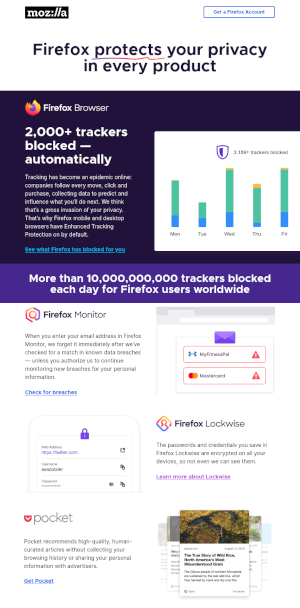 moz://a
Get a Firefox Account
Firefox protects your privacy
in every product
Firefox Browser
2,000+ trackers
blocked —
automatically
Tracking has become an epidemic online:
companies follow every move, click and
purchase, collecting data to predict and
influence what you'll do next. We think
that's a gross invasion of your privacy.
That's why Firefox mobile and desktop
browsers have Enhanced Tracking
Protection on by default.
See what Firefox has blocked for you
3,189+ trackers blocked
Mon Tue Wed Thu Fri
More than 10,000,000,000 trackers blocked
each day for Firefox users worldwide
Firefox Monitor
When you enter your email address in Firefox
Monitor, we forget it immediately after we've
checked for a match in known data breaches
— unless you authorize us to continue
monitoring new breaches for your personal
information.
Check for breaches
MyFitnessPal
Mastercard
Web Address
https://twitter.com
Username
Password
Firefox Lockwise
The passwords and credentials you save in
Firefox Lockwise are encrypted on all your
devices, so not even we can see them.
Learn more about Lockwise
pocket
Pocket recommends high-quality, human-
curated articles without collecting your
browsing history or sharing your personal
information with advertisers.
Get Pocket
The True Story of Wild Rice,
North America's Most
Misunderstood Grain